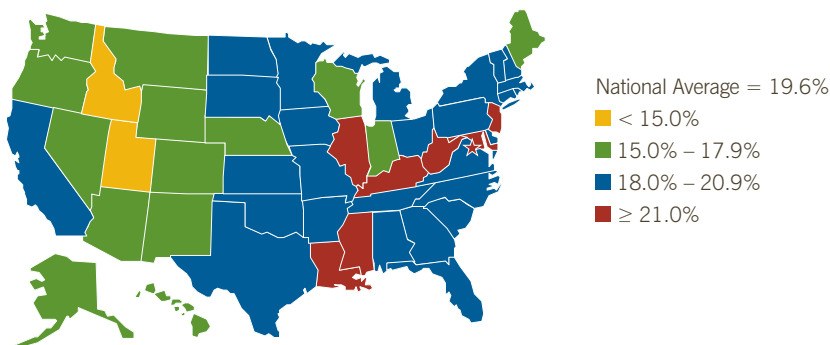 National Average = 19.6%
< 15.0%
15.0% – 17.9%
18.0% – 20.9%
≥ 21.0%